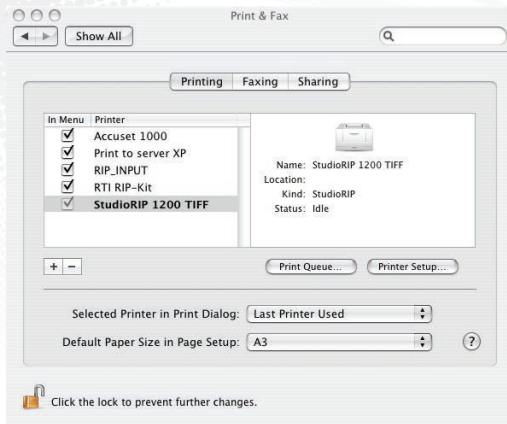 Print & Fax
Show All
Printing Faxing Sharing
In Menu Printer
Accuset 1000
Print to server XP
RIP_INPUT
RTI RIP-Kit
StudioRIP 1200 TIFF
Name: StudioRIP 1200 TIFF
Location:
Kind: StudioRIP
Status: Idle
+ −
Print Queue... Printer Setup...
Selected Printer in Print Dialog: Last Printer Used
Default Paper Size in Page Setup: A3
?
Click the lock to prevent further changes.